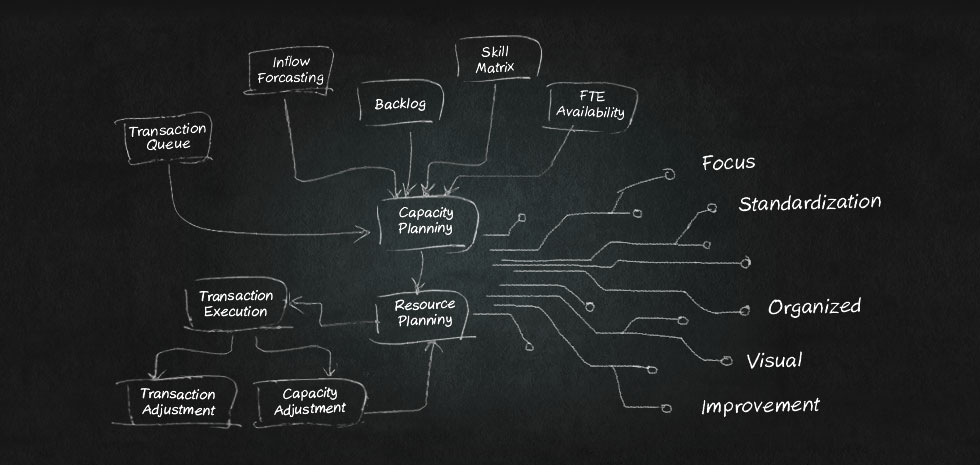 Skill
Matrix
Inflow
Forcasting
Backlog
FTE
Availability
Transaction
Queue
Focus
Standardization
Capacity
Planning
Transaction
Execution
Resource
Planning
Organized
Visual
Transaction
Adjustment
Capacity
Adjustment
Improvement